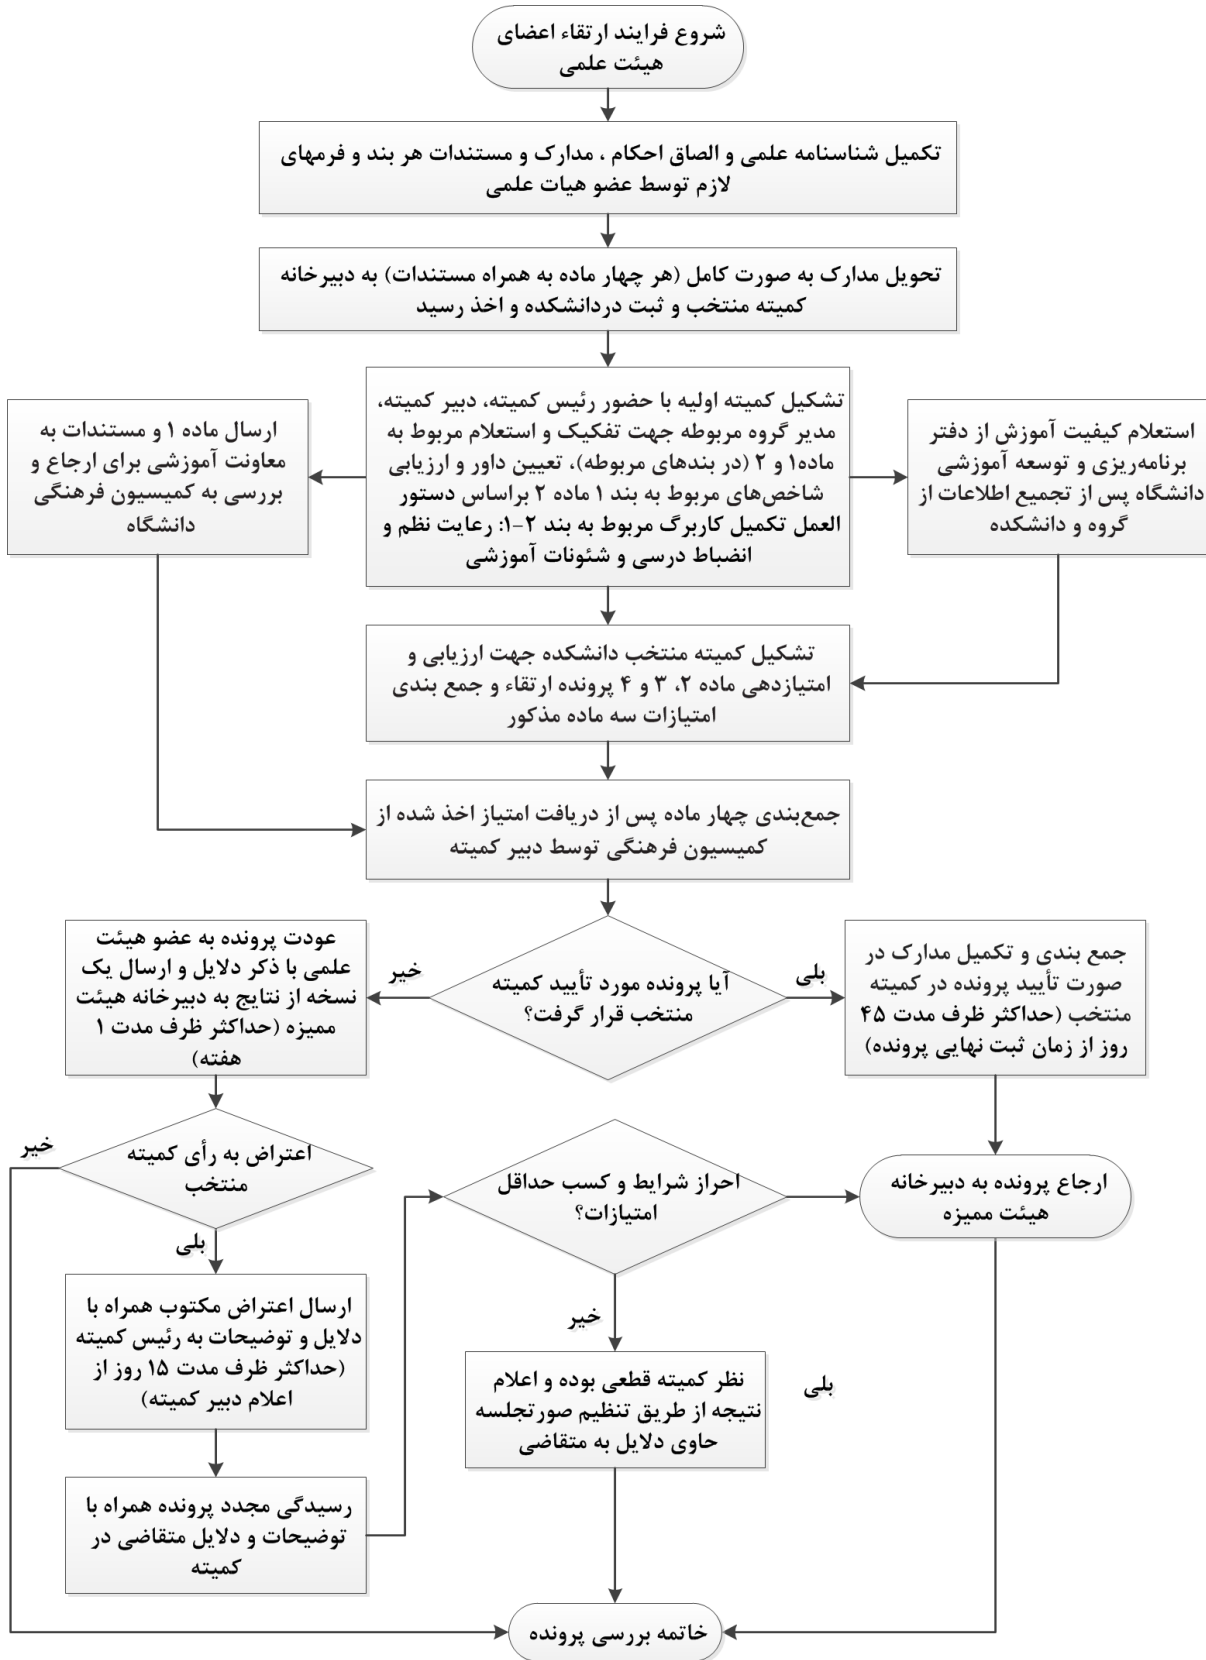 شروع فرایند ارتقاء اعضای
هیئت علمی
تکمیل شناسنامه علمی و الصاق احکام ، مدارک و مستندات هر بند و فرمهای
لازم توسط عضو هیات علمی
تحویل مدارک به صورت کامل (هر چهار ماده به همراه مستندات) به دبیرخانه
کمیته منتخب و ثبت دردانشکده و اخذ رسید
تشکیل کمیته اولیه با حضور رئیس کمیته، دبیر کمیته،
مدیر گروه مربوطه جهت تفکیک و استعلام مربوط به
ماده۱ و ۲ (در بندهای مربوطه)، تعیین داور و ارزیابی
شاخص‌های مربوط به بند ۱ ماده ۲ براساس دستور
العمل تکمیل کاربرگ مربوط به بند ۲-۱: رعایت نظم و
انضباط درسی و شئونات آموزشی
استعلام کیفیت آموزش از دفتر
برنامه‌ریزی و توسعه آموزشی
دانشگاه پس از تجمیع اطلاعات از
گروه و دانشکده
ارسال ماده ۱ و مستندات به
معاونت آموزشی برای ارجاع و
بررسی به کمیسیون فرهنگی
دانشگاه
تشکیل کمیته منتخب دانشکده جهت ارزیابی و
امتیازدهی ماده ۲، ۳ و ۴ پرونده ارتقاء و جمع بندی
امتیازات سه ماده مذکور
جمع‌بندی چهار ماده پس از دریافت امتیاز اخذ شده از
کمیسیون فرهنگی توسط دبیر کمیته
آیا پرونده مورد تأیید کمیته
منتخب قرار گرفت؟
بلی
خیر
جمع بندی و تکمیل مدارک در
صورت تأیید پرونده در کمیته
منتخب (حداکثر ظرف مدت ۴۵
روز از زمان ثبت نهایی پرونده)
عودت پرونده به عضو هیئت
علمی با ذکر دلایل و ارسال یک
نسخه از نتایج به دبیرخانه هیئت
ممیزه (حداکثر ظرف مدت ۱
هفته)
اعتراض به رأی کمیته
منتخب
خیر
بلی
احراز شرایط و کسب حداقل
امتیازات؟
ارجاع پرونده به دبیرخانه
هیئت ممیزه
ارسال اعتراض مکتوب همراه با
دلایل و توضیحات به رئیس کمیته
(حداکثر ظرف مدت ۱۵ روز از
اعلام دبیر کمیته)
خیر
بلی
نظر کمیته قطعی بوده و اعلام
نتیجه از طریق تنظیم صورتجلسه
حاوی دلایل به متقاضی
رسیدگی مجدد پرونده همراه با
توضیحات و دلایل متقاضی در
کمیته
خاتمه بررسی پرونده